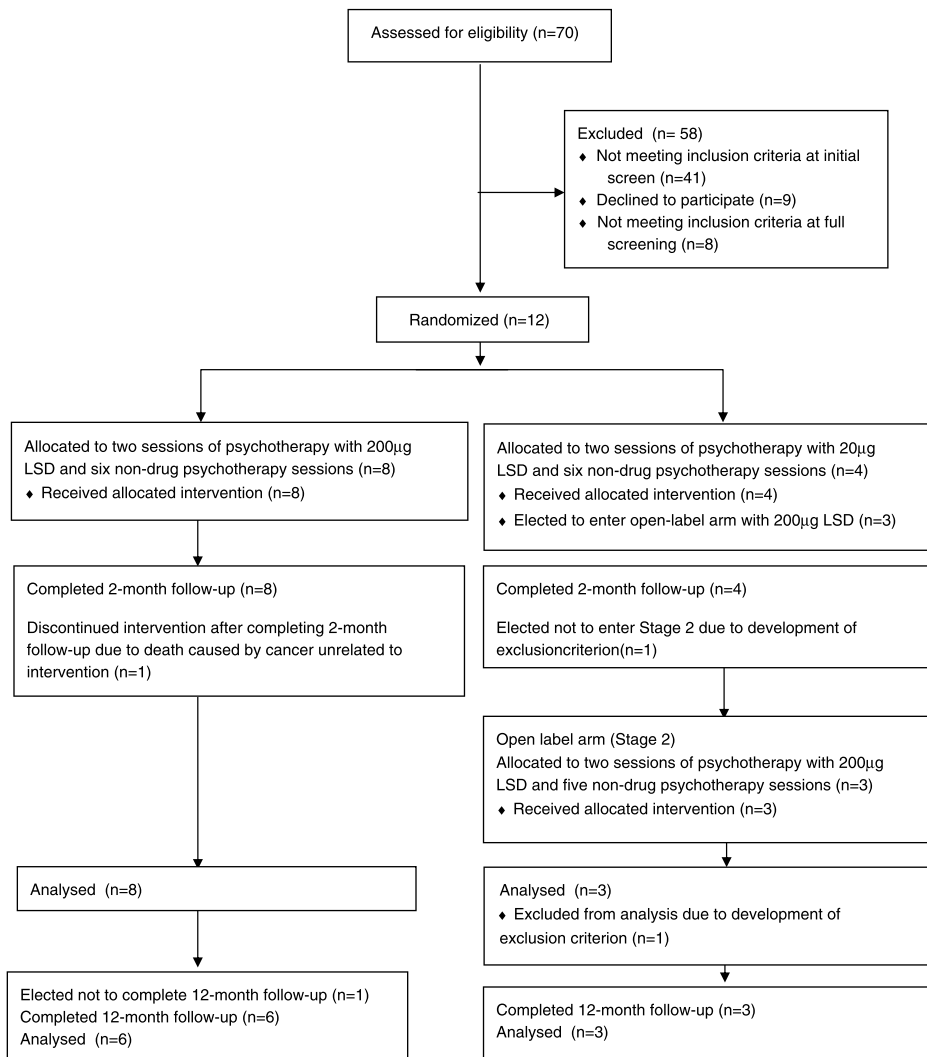 Assessed for eligibility (n=70)
Excluded  (n= 58)
♦ Not meeting inclusion criteria at initial
screen (n=41)
♦ Declined to participate (n=9)
♦ Not meeting inclusion criteria at full
screening (n=8)
Randomized (n=12)
Allocated to two sessions of psychotherapy with 200µg
LSD and six non-drug psychotherapy sessions (n=8)
♦ Received allocated intervention (n=8)
Allocated to two sessions of psychotherapy with 20µg
LSD and six non-drug psychotherapy sessions (n=4)
♦ Received allocated intervention (n=4)
♦ Elected to enter open-label arm with 200µg LSD (n=3)
Completed 2-month follow-up (n=8)
Discontinued intervention after completing 2-month
follow-up due to death caused by cancer unrelated to
intervention (n=1)
Completed 2-month follow-up (n=4)
Elected not to enter Stage 2 due to development of
exclusioncriterion(n=1)
Open label arm (Stage 2)
Allocated to two sessions of psychotherapy with 200µg
LSD and five non-drug psychotherapy sessions (n=3)
♦ Received allocated intervention (n=3)
Analysed  (n=8)
Analysed  (n=3)
♦ Excluded from analysis due to development of
exclusion criterion (n=1)
Elected not to complete 12-month follow-up (n=1)
Completed 12-month follow-up (n=6)
Analysed  (n=6)
Completed 12-month follow-up (n=3)
Analysed  (n=3)